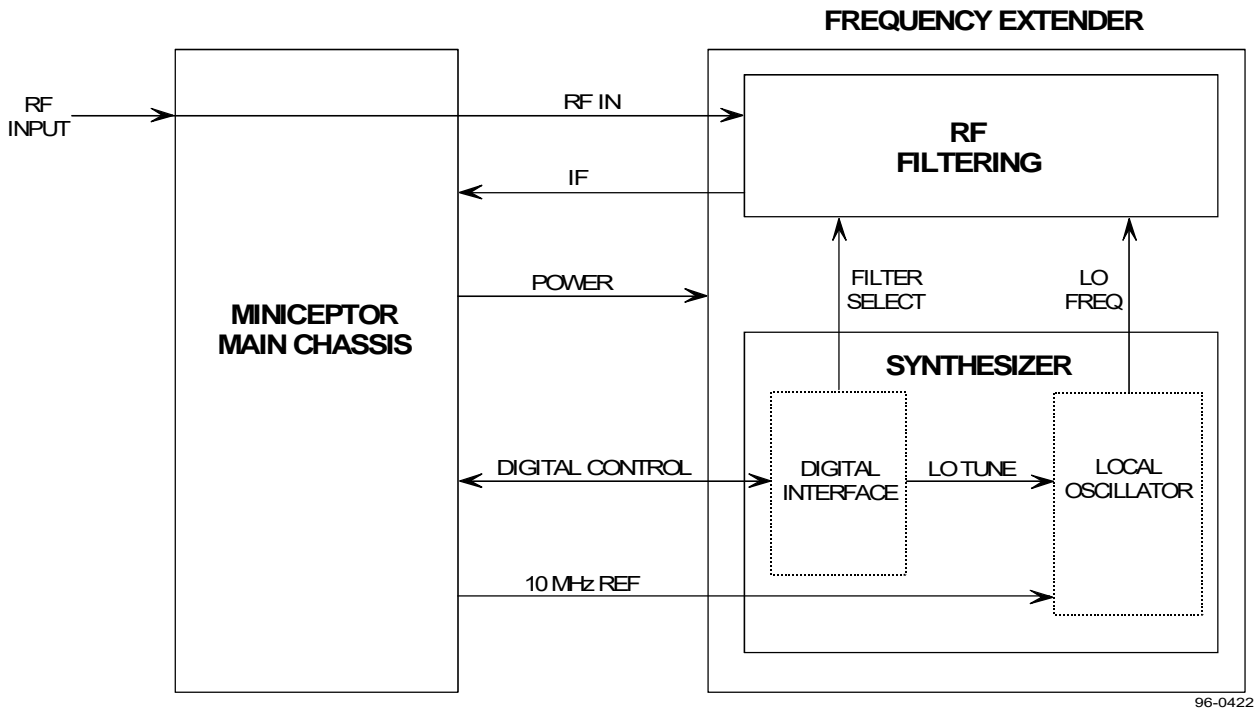 FREQUENCY EXTENDER
RF
INPUT
RF IN
RF
FILTERING
IF
POWER
FILTER
SELECT
LO
FREQ
MINICEPTOR
MAIN CHASSIS
SYNTHESIZER
DIGITAL CONTROL
DIGITAL
INTERFACE
LO TUNE
LOCAL
OSCILLATOR
10 MHz REF
96-0422